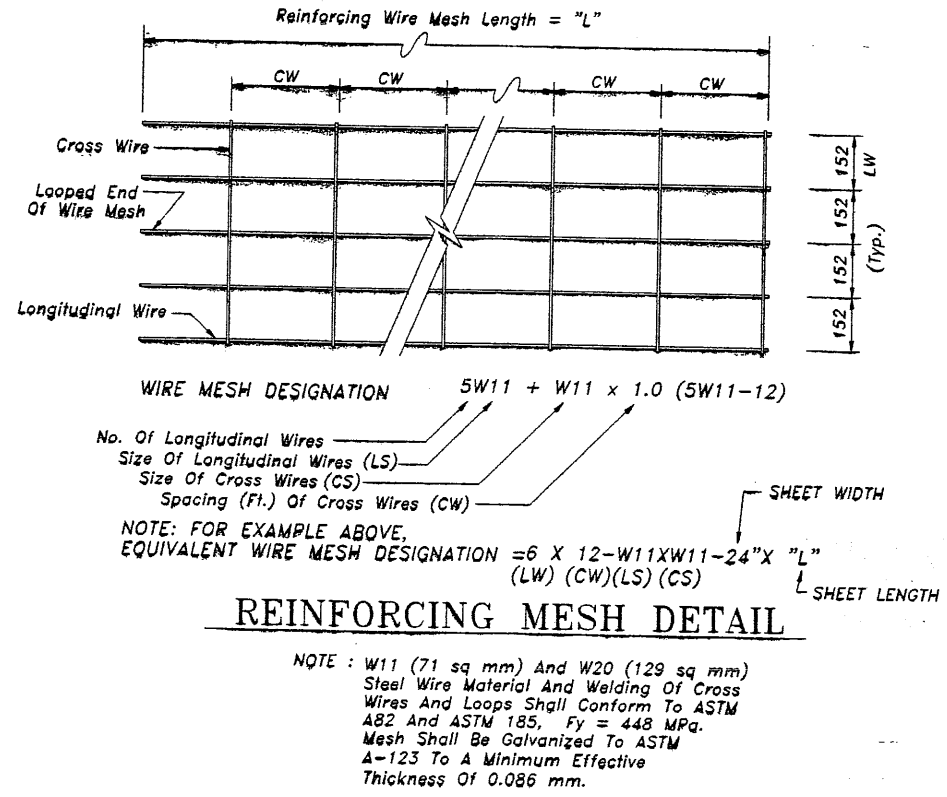 Reinforcing Wire Mesh Length = "L"
CW CW CW CW
Cross Wire
Looped End
Of Wire Mesh
Longitudinal Wire
152
LW
152
152
(Typ.)
152
WIRE MESH DESIGNATION 5W11 + W11 x 1.0 (5W11-12)
No. Of Longitudinal Wires
Size Of Longitudinal Wires (LS)
Size Of Cross Wires (CS)
Spacing (Ft.) Of Cross Wires (CW)
SHEET WIDTH
NOTE: FOR EXAMPLE ABOVE,
EQUIVALENT WIRE MESH DESIGNATION =6 X 12-W11XW11-24"X "L"
(LW) (CW)(LS) (CS)
SHEET LENGTH
REINFORCING MESH DETAIL
NOTE : W11 (71 sq mm) And W20 (129 sq mm)
Steel Wire Material And Welding Of Cross
Wires And Loops Shall Conform To ASTM
A82 And ASTM 185, Fy = 448 MPa.
Mesh Shall Be Galvanized To ASTM
A-123 To A Minimum Effective
Thickness Of 0.086 mm.